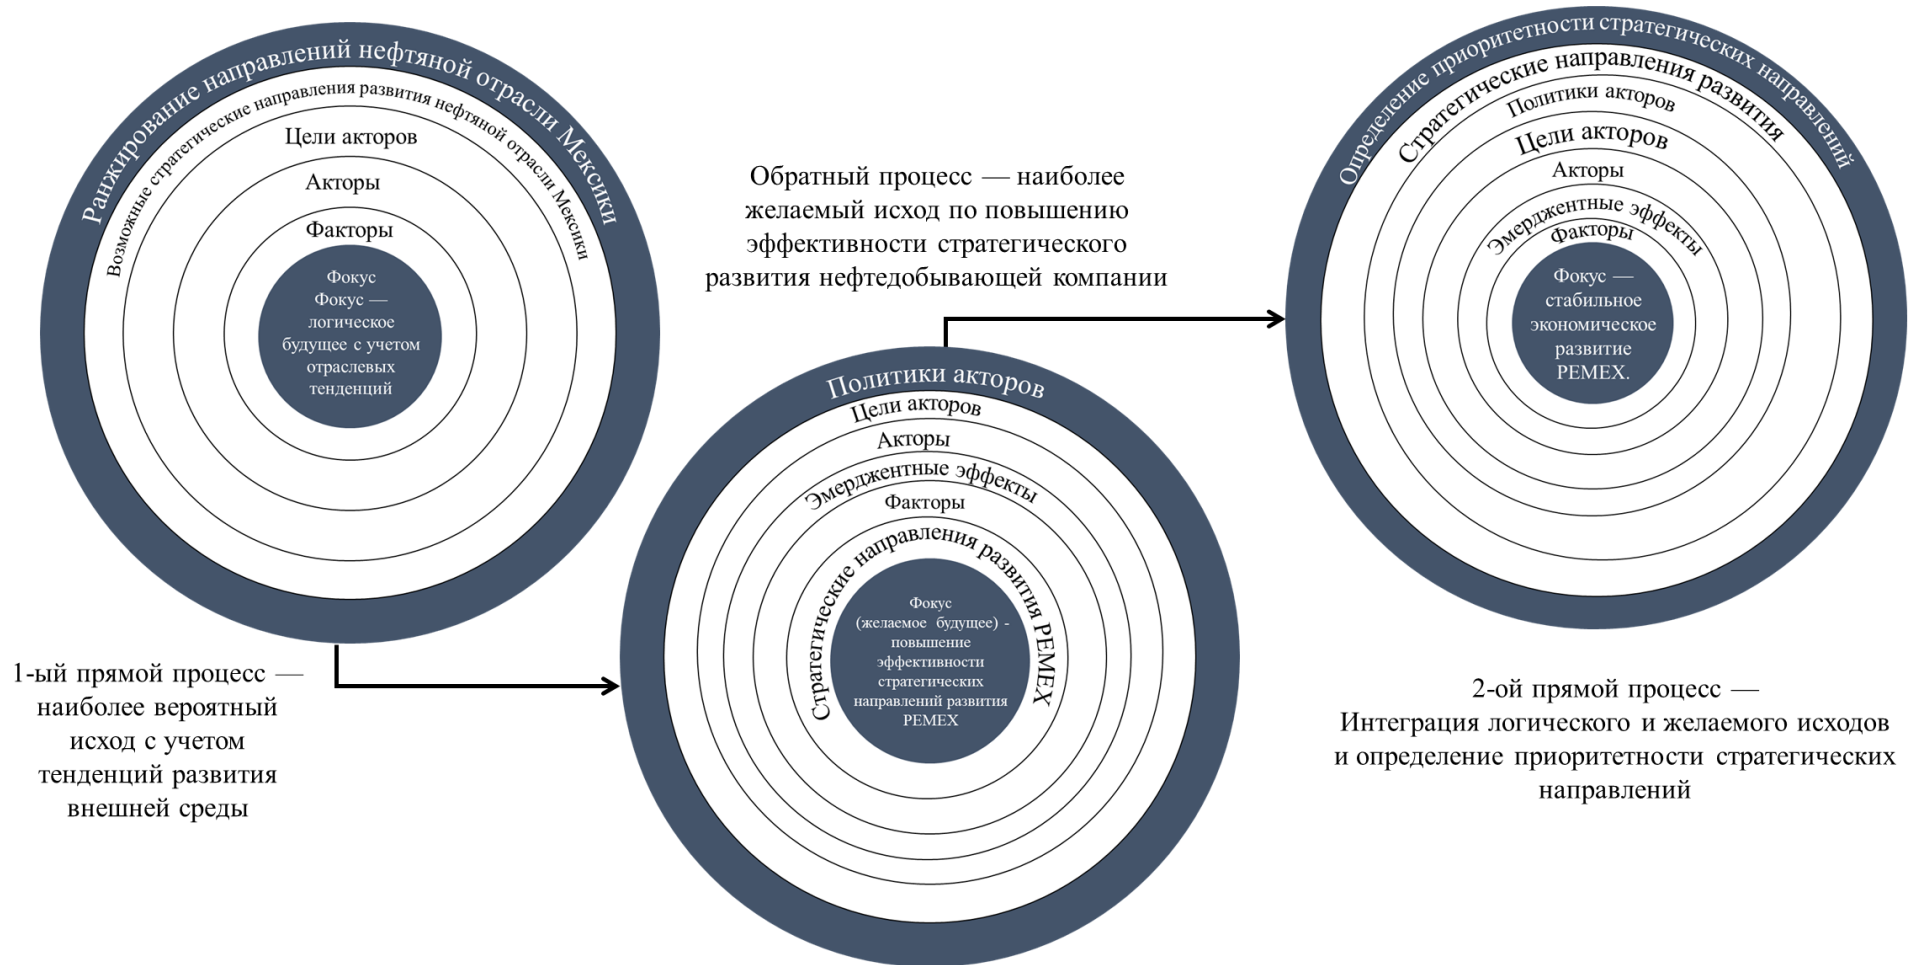 Ранжирование направлений нефтяной отрасли Мексики
Возможные стратегические направления развития нефтяной отрасли Мексики
Цели акторов
Акторы
Факторы
Фокус
Фокус —
логическое
будущее с учетом
отраслевых
тенденций
1-ый прямой процесс —
наиболее вероятный
исход с учетом
тенденций развития
внешней среды
Обратный процесс — наиболее
желаемый исход по повышению
эффективности стратегического
развития нефтедобывающей компании
Политики акторов
Цели акторов
Акторы
Эмерджентные эффекты
Факторы
Стратегические направления развития PEMEX
Фокус
(желаемое будущее) -
повышение
эффективности
стратегических
направлений развития
PEMEX
Определение приоритетности стратегических направлений
Стратегические направления развития
Политики акторов
Цели акторов
Акторы
Эмерджентные эффекты
Факторы
Фокус —
стабильное
экономическое
развитие
PEMEX.
2-ой прямой процесс —
Интеграция логического и желаемого исходов
и определение приоритетности стратегических
направлений